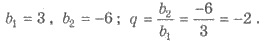 b₁ = 3 , b₂ = −6 ; q = b₂/b₁ = −6/3 = −2 .